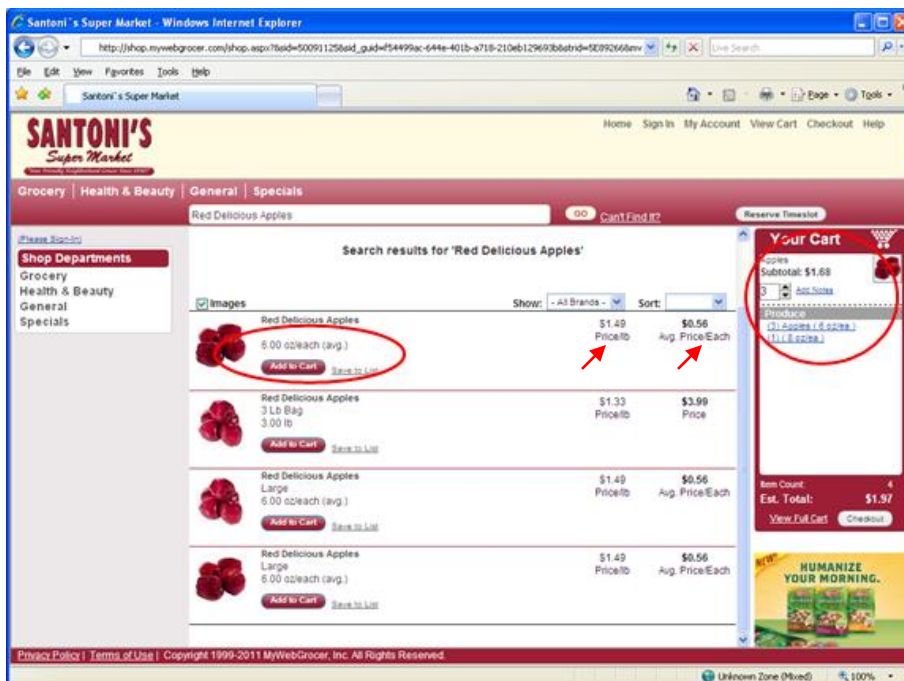 Santoni's Super Market - Windows Internet Explorer
File Edit View Favorites Tools Help
Live Search
Santoni's Super Market
Page Tools
SANTONI'S
Super Market
Home Sign In My Account View Cart Checkout Help
Grocery | Health & Beauty | General | Specials
Red Delicious Apples
GO
Can't Find It?
Reserve Timeslot
(Please Sign-In)
Shop Departments
Grocery
Health & Beauty
General
Specials
Search results for 'Red Delicious Apples'
Images
Show: - All Brands -
Sort:
Red Delicious Apples
6.00 oz/each (avg.)
Add to Cart
Save to List
$1.49
Price/lb
$0.56
Avg. Price/Each
Red Delicious Apples
3 Lb Bag
3.00 lb
Add to Cart
Save to List
$1.33
Price/lb
$3.99
Price
Red Delicious Apples
Large
6.00 oz/each (avg.)
Add to Cart
Save to List
$1.49
Price/lb
$0.56
Avg. Price/Each
Red Delicious Apples
Large
6.00 oz/each (avg.)
Add to Cart
Save to List
$1.49
Price/lb
$0.56
Avg. Price/Each
Your Cart
Apples
Subtotal: $1.68
3
Add Notes
Produce
(3) Apples ( 6 oz/ea )
Item Count: 4
Est. Total: $1.97
View Full Cart
Checkout
NEW!
HUMANIZE
YOUR MORNING.
Privacy Policy | Terms of Use | Copyright 1999-2011 MyWebGrocer, Inc. All Rights Reserved.
Unknown Zone (Mixed)
100%